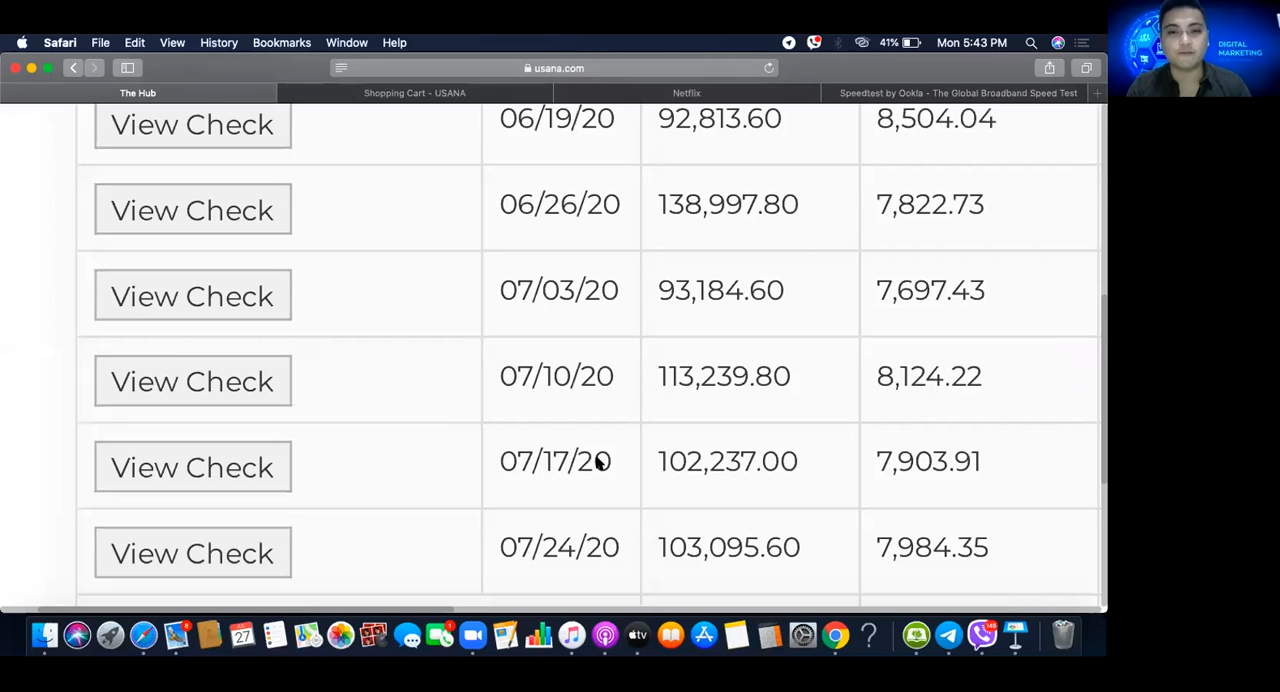 Safari File Edit View History Bookmarks Window Help
41% Mon 5:43 PM
DIGITAL
MARKETING
usana.com
The Hub
Shopping Cart - USANA
Netflix
Speedtest by Ookla - The Global Broadband Speed Test
View Check 06/19/20 92,813.60 8,504.04
View Check 06/26/20 138,997.80 7,822.73
View Check 07/03/20 93,184.60 7,697.43
View Check 07/10/20 113,239.80 8,124.22
View Check 07/17/20 102,237.00 7,903.91
View Check 07/24/20 103,095.60 7,984.35
27
tv